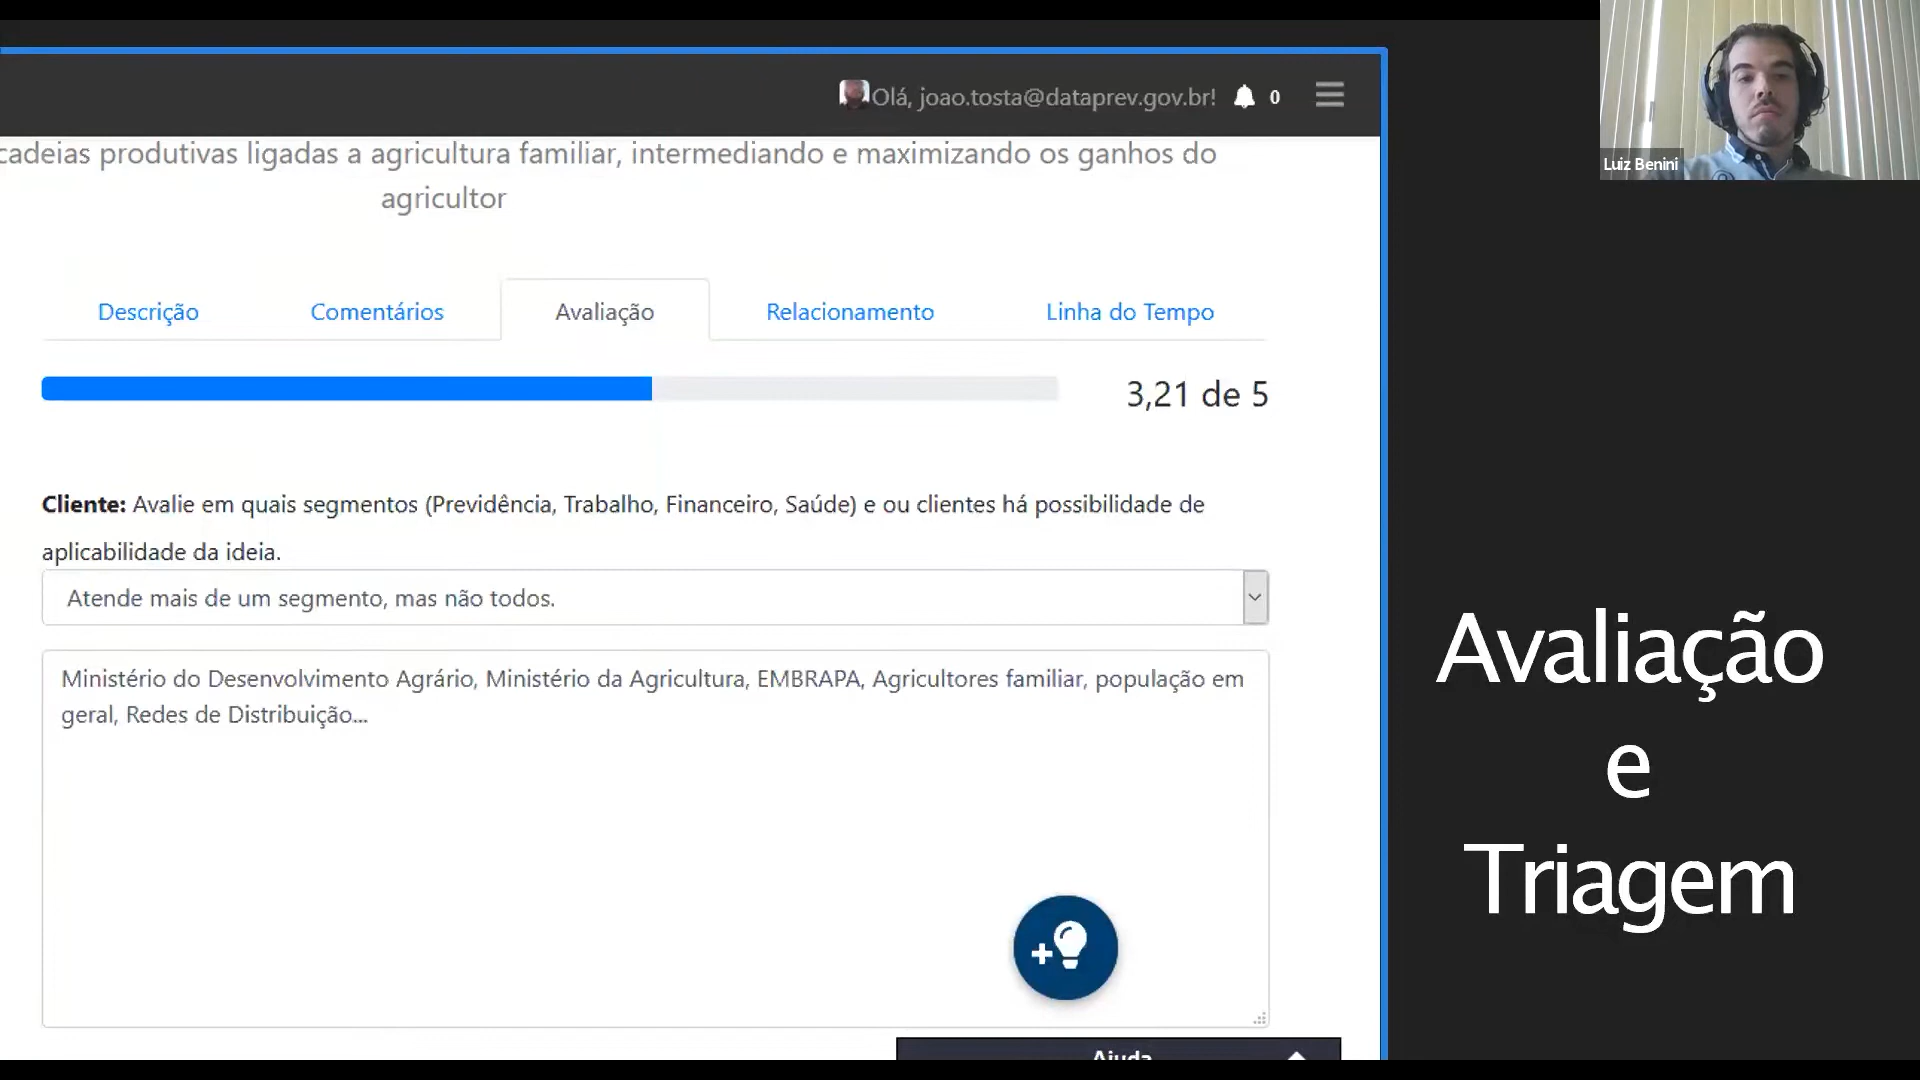 Olá, joao.tosta@dataprev.gov.br! 0
Luiz Benini
cadeias produtivas ligadas a agricultura familiar, intermediando e maximizando os ganhos do
agricultor
Descrição Comentários Avaliação Relacionamento Linha do Tempo
3,21 de 5
Cliente: Avalie em quais segmentos (Previdência, Trabalho, Financeiro, Saúde) e ou clientes há possibilidade de
aplicabilidade da ideia.
Atende mais de um segmento, mas não todos.
Ministério do Desenvolvimento Agrário, Ministério da Agricultura, EMBRAPA, Agricultores familiar, população em
geral, Redes de Distribuição...
Ajuda
Avaliação
e
Triagem